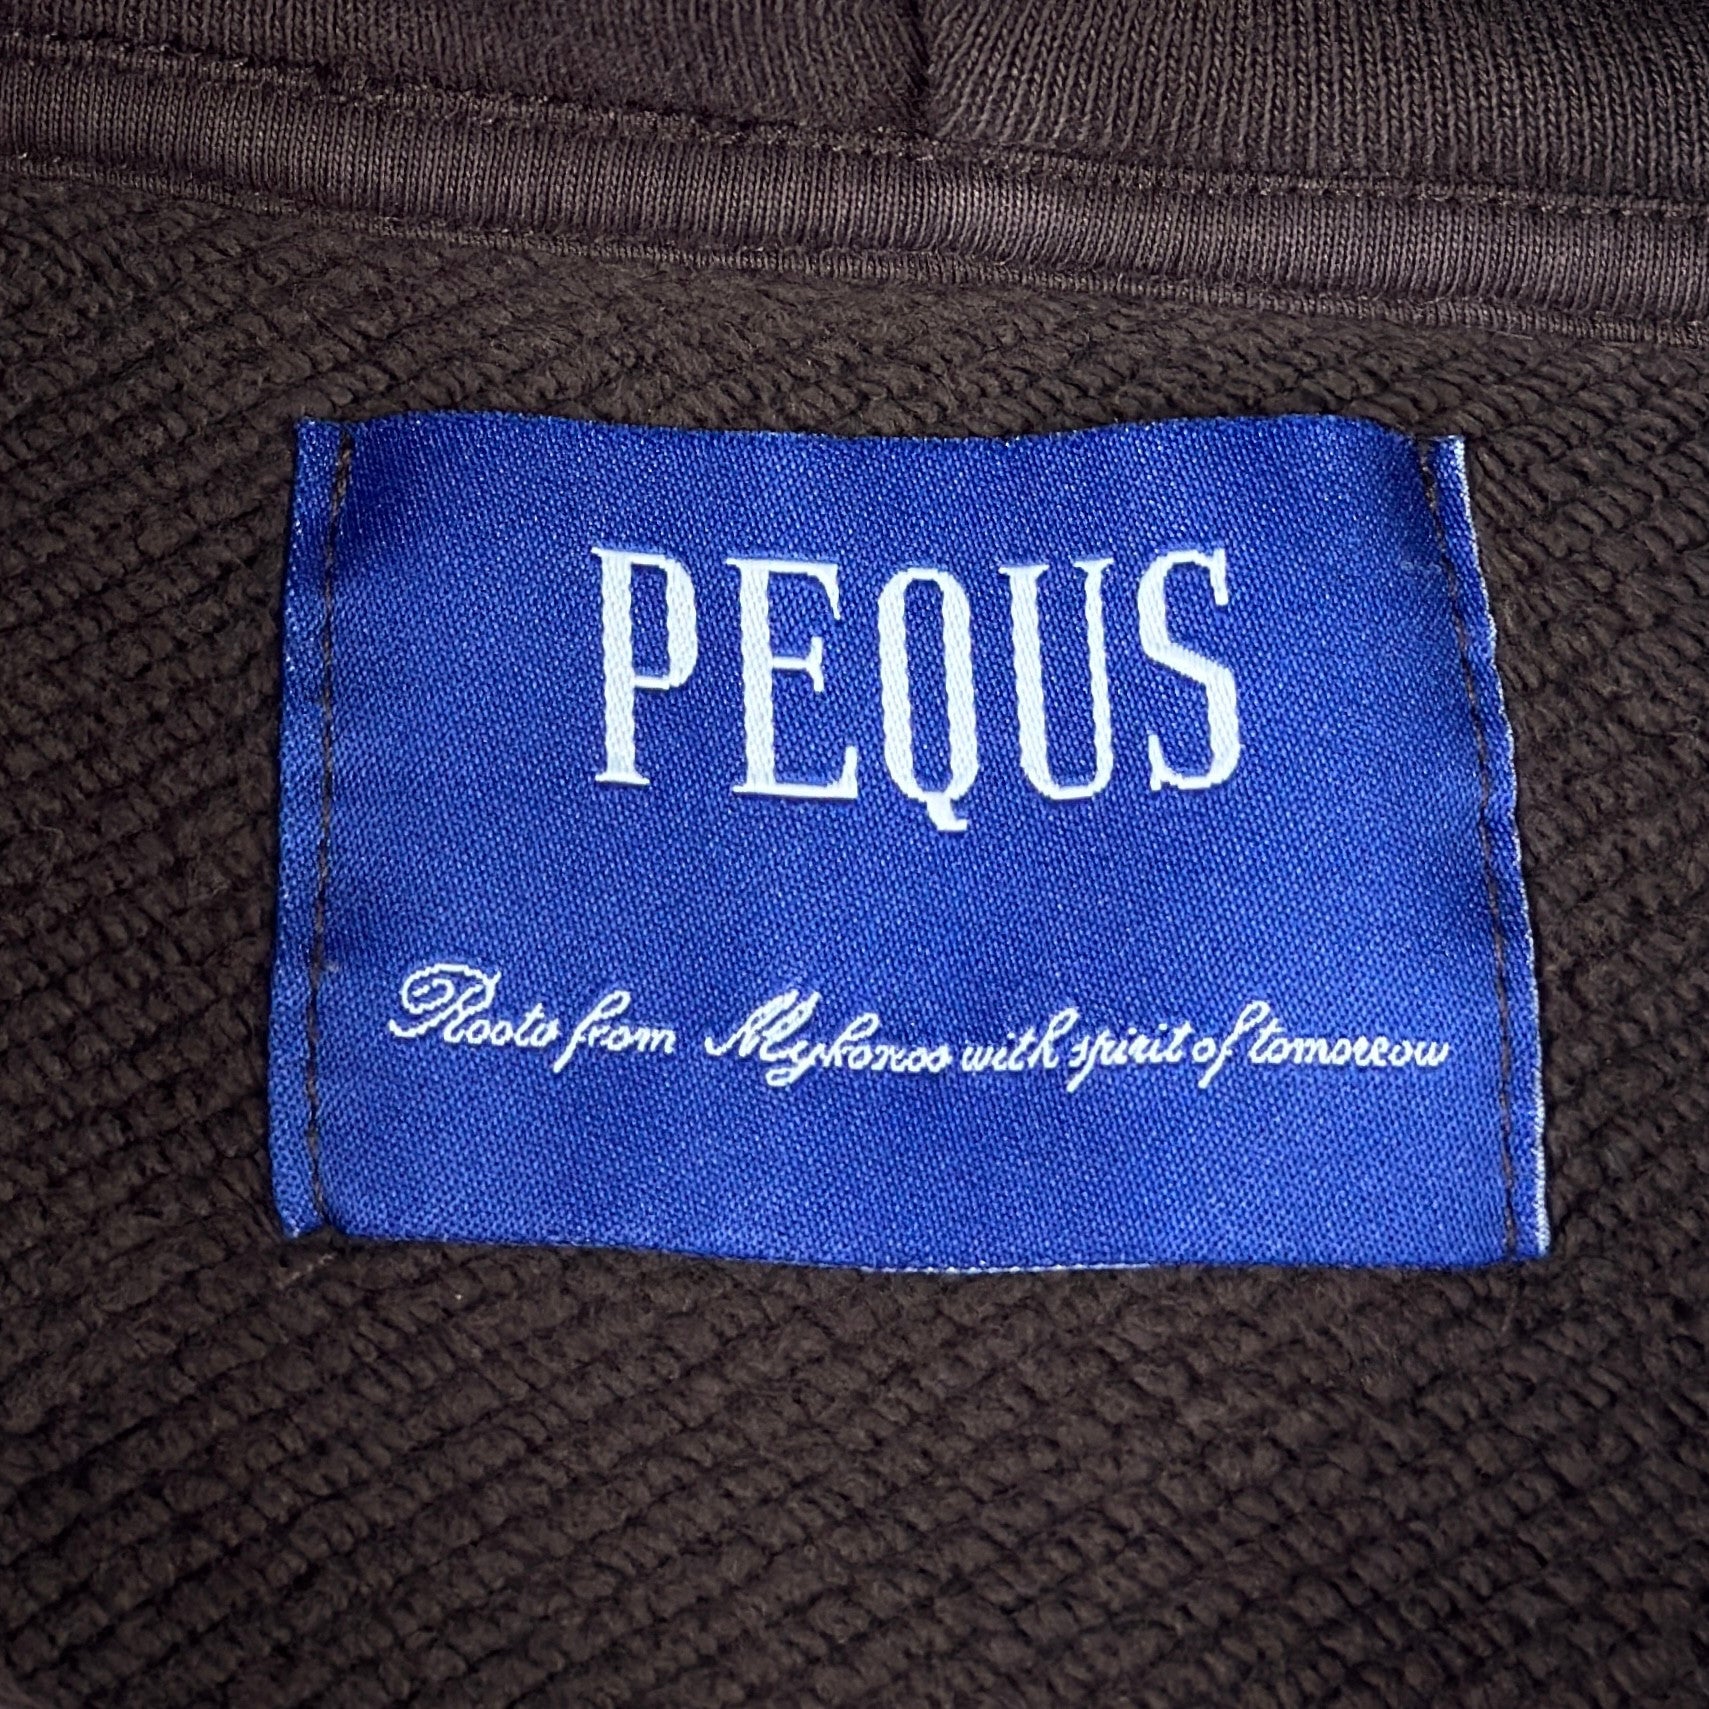 PEQUS
Roots from Mykonos with spirit of tomorrow